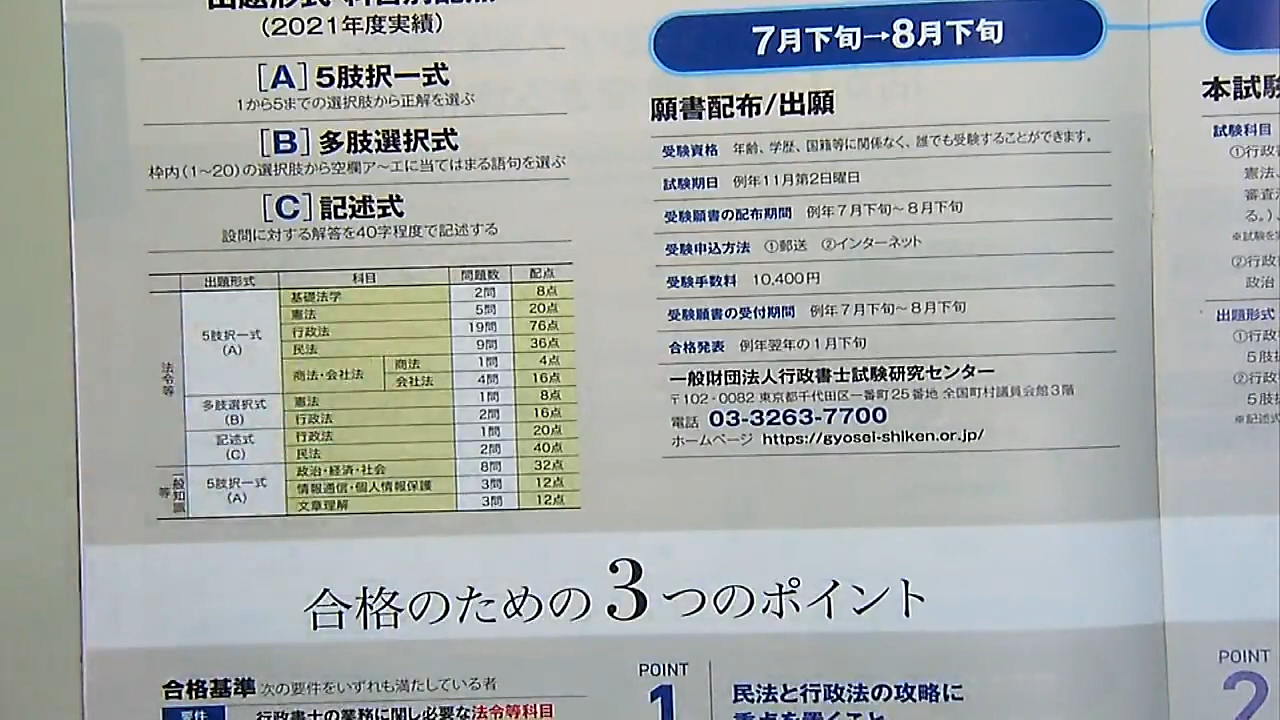 出題形式・科目別配点
(2021年度実績)
[A]5肢択一式
1から5までの選択肢から正解を選ぶ
[B]多肢選択式
枠内(1〜20)の選択肢から空欄ア〜エに当てはまる語句を選ぶ
[C]記述式
設問に対する解答を40字程度で記述する
出題形式 科目 問題数 配点
法令等 5肢択一式(A) 基礎法学 2問 8点
憲法 5問 20点
行政法 19問 76点
民法 9問 36点
商法・会社法 商法 1問 4点
会社法 4問 16点
多肢選択式(B) 憲法 1問 8点
行政法 2問 16点
記述式(C) 行政法 1問 20点
民法 2問 40点
一般知識等 5肢択一式(A) 政治・経済・社会 8問 32点
情報通信・個人情報保護 3問 12点
文章理解 3問 12点
7月下旬→8月下旬
願書配布/出願
受験資格 年齢、学歴、国籍等に関係なく、誰でも受験することができます。
試験期日 例年11月第2日曜日
受験願書の配布期間 例年7月下旬〜8月下旬
受験申込方法 ①郵送 ②インターネット
受験手数料 10,400円
受験願書の受付期間 例年7月下旬〜8月下旬
合格発表 例年翌年の1月下旬
一般財団法人行政書士試験研究センター
〒102-0082 東京都千代田区一番町25番地 全国町村議員会館3階
電話 03-3263-7700
ホームページ https://gyosei-shiken.or.jp/
本試験
試験科目
①行政
憲法、
審査
る。)、
※試験を
②行政
政治
出題形式
①行政
5肢
②行政
5肢
※記述式
合格のための3つのポイント
合格基準 次の要件をいずれも満たしている者
要件
行政書士の業務に関し必要な法令等科目
POINT
1
民法と行政法の攻略に
重点を置くこと
POINT
2